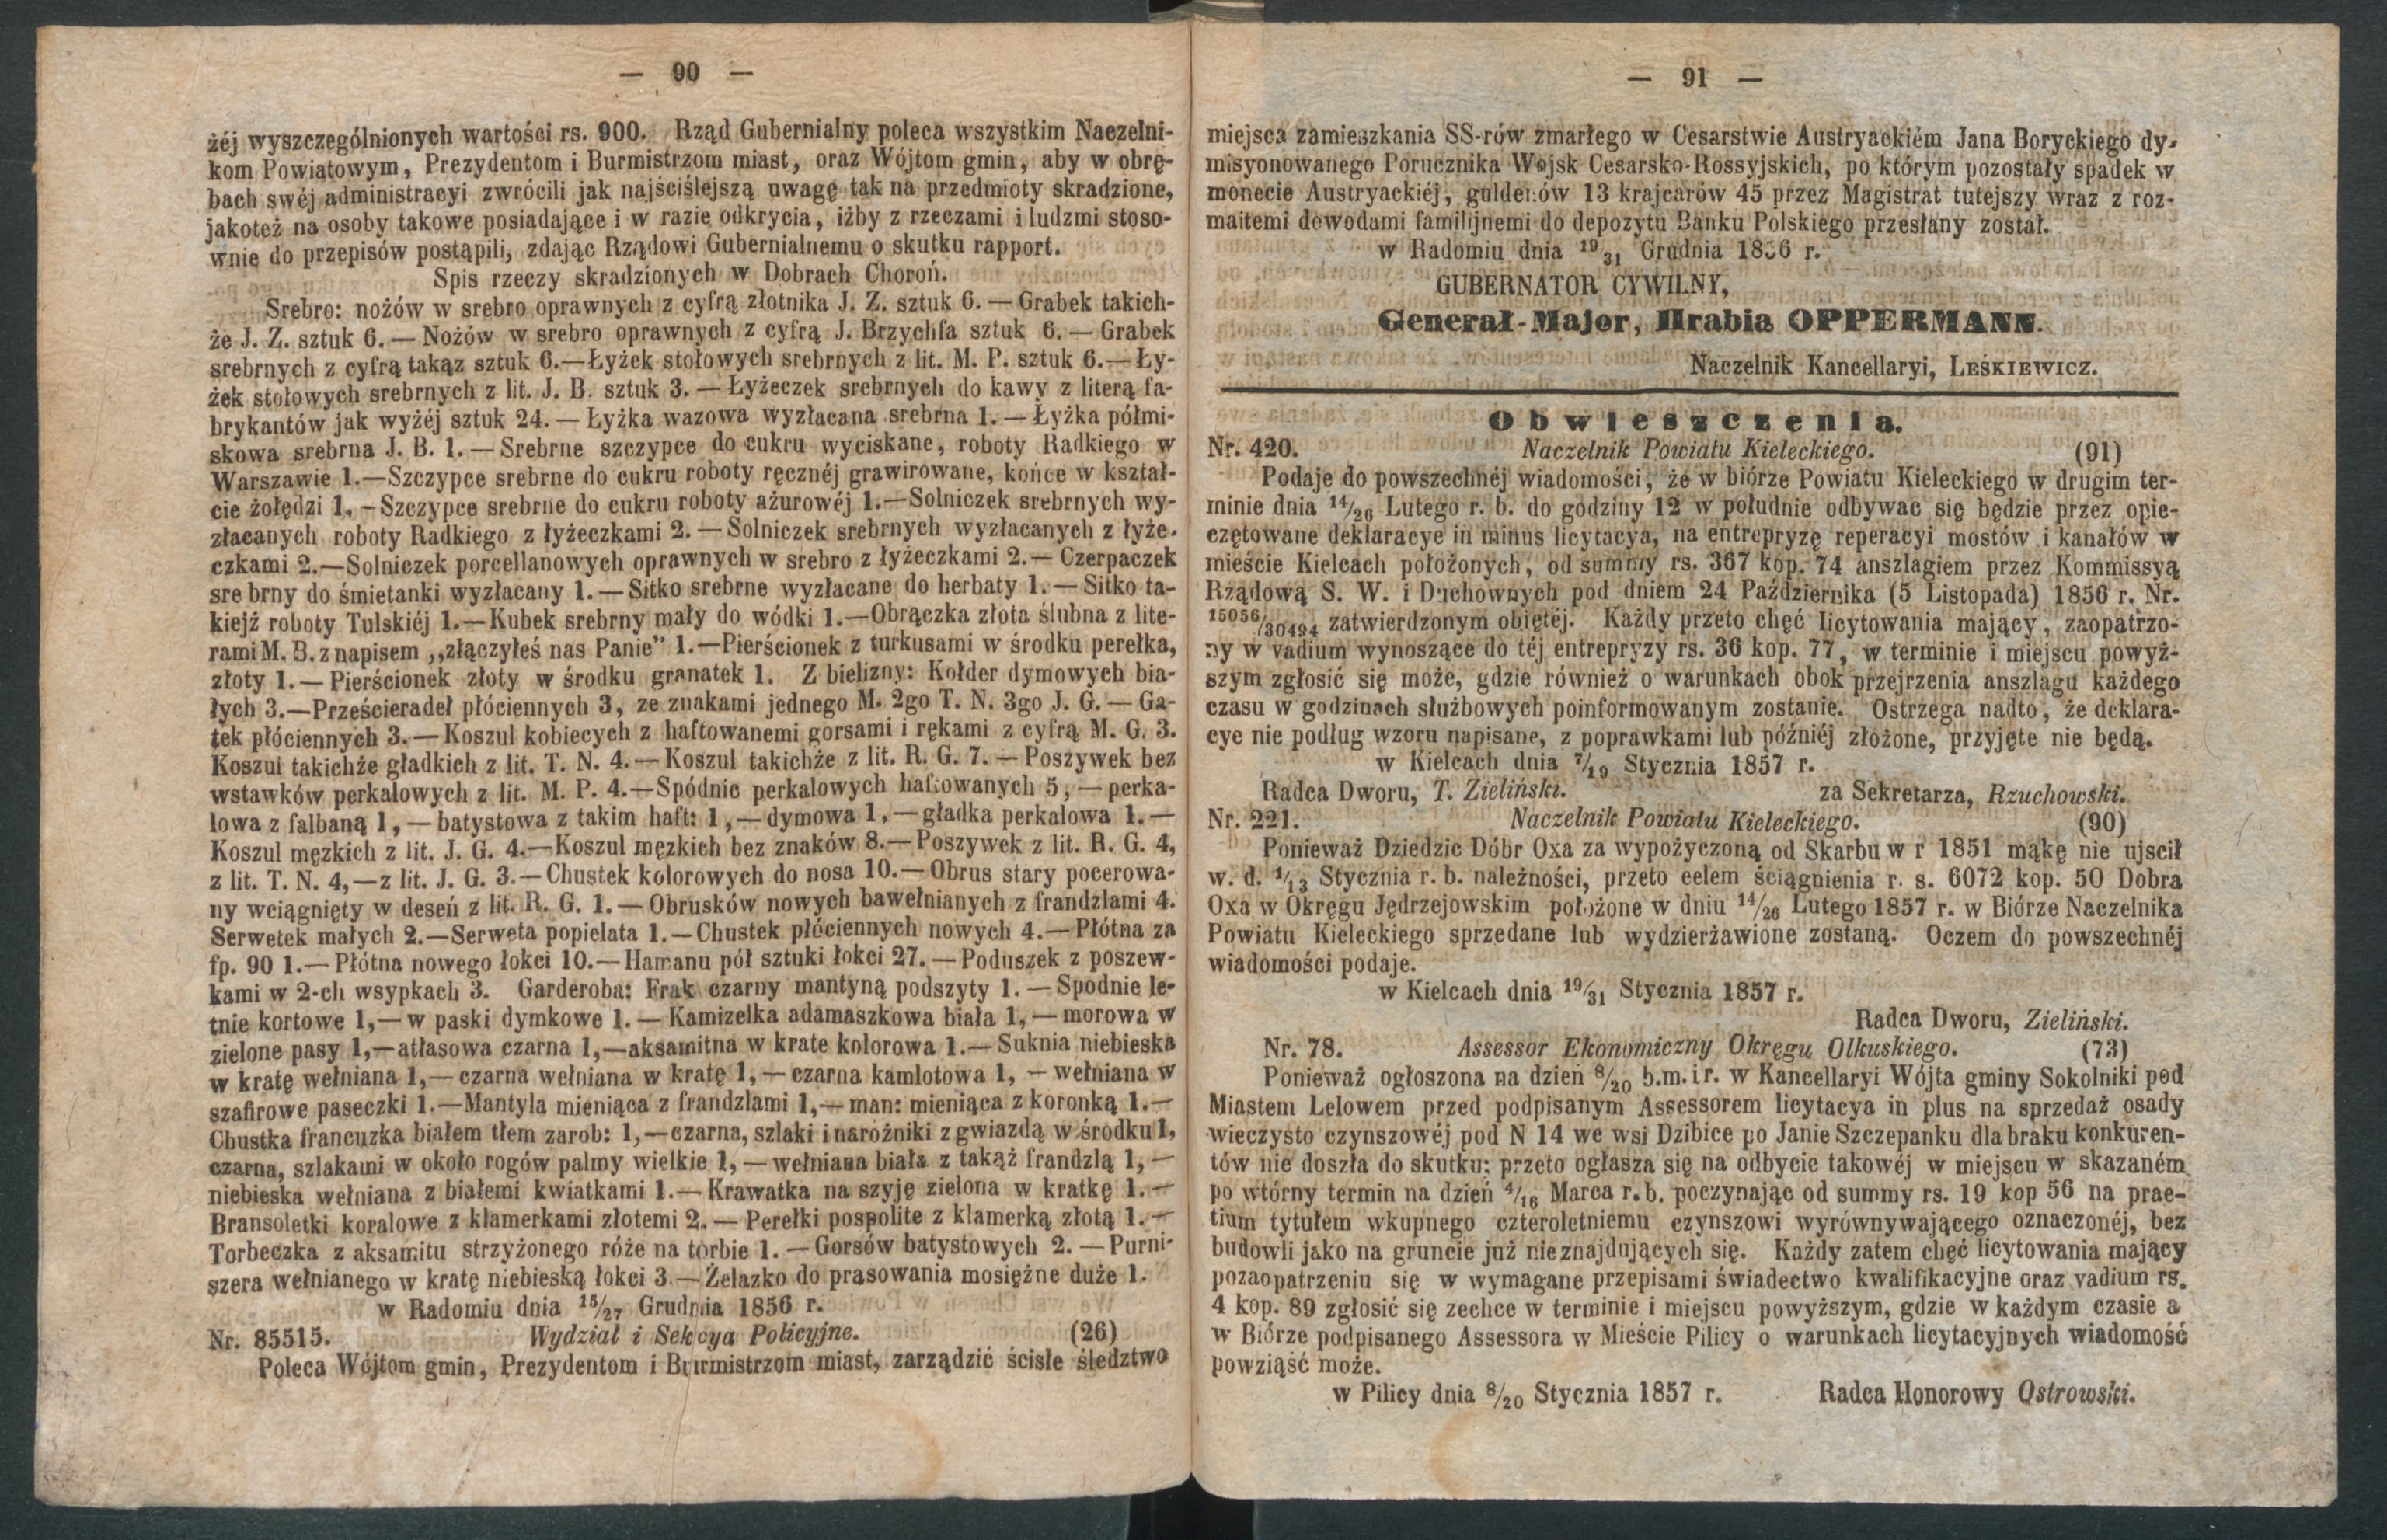 — 90 —
żéj wyszczególnionych wartości rs. 900. Rząd Gubernialny poleca wszystkim Naczelni-
kom Powiatowym, Prezydentom i Burmistrzom miast, oraz Wójtom gmin, aby w obrę-
bach swéj administracyi zwrócili jak najściślejszą uwagę tak na przedmioty skradzione,
jakoteż na osoby takowe posiadające i w razie odkrycia, iżby z rzeczami i ludzmi stoso-
wnie do przepisów postąpili, zdając Rządowi Gubernialnemu o skutku rapport.
Spis rzeczy skradzionych w Dobrach Choroń.
Srebro: nożów w srebro oprawnych z cyfrą złotnika J. Z. sztuk 6. — Grabek takich-
że J. Z. sztuk 6. — Nożów w srebro oprawnych z cyfrą J. Brzychfa sztuk 6. — Grabek
srebrnych z cyfrą takąz sztuk 6.—Łyżek stołowych srebrnych z lit. M. P. sztuk 6.—Ły-
żek stołowych srebrnych z lit. J. B. sztuk 3. — Łyżeczek srebrnych do kawy z literą fa-
brykantów jak wyżéj sztuk 24. — Łyżka wazowa wyzłacana srebrna 1. — Łyżka półmi-
skowa srebrna J. B. 1. — Srebrne szczypce do cukru wyciskane, roboty Radkiego w
Warszawie 1.—Szczypce srebrne do cukru roboty ręcznéj grawirowane, końce w kształ-
cie żołędzi 1. – Szczypce srebrne do cukru roboty ażurowéj 1.—Solniczek srebrnych wy-
złacanych roboty Radkiego z łyżeczkami 2. — Solniczek srebrnych wyzłacanych z łyże-
czkami 2.—Solniczek porcellanowych oprawnych w srebro z łyżeczkami 2.— Czerpaczek
sre brny do śmietanki wyzłacany 1. — Sitko srebrne wyzłacane do herbaty 1. — Sitko ta-
kiejż roboty Tulskiéj 1.—Kubek srebrny mały do wódki 1.—Obrączka złota ślubna z lite-
rami M. B. z napisem „złączyłeś nas Panie” 1.—Pierścionek z turkusami w środku perełka,
złoty 1. — Pierścionek złoty w środku granatek 1. Z bielizny: Kołder dymowych bia-
łych 3.—Prześcieradeł płóciennych 3, ze znakami jednego M. 2go T. N. 3go J. G. — Ga-
tek płóciennych 3. — Koszul kobiecych z haftowanemi gorsami i rękami z cyfrą M. G. 3.
Koszul takichże gładkich z lit. T. N. 4. — Koszul takichże z lit. R. G. 7. — Poszywek bez
wstawków perkalowych z lit. M. P. 4.—Spódnic perkalowych haftowanych 5, — perka-
lowa z falbaną 1, — batystowa z takim haft: 1, — dymowa 1, — gładka perkalowa 1. —
Koszul męzkich z lit. J. G. 4.—Koszul męzkich bez znaków 8.—Poszywek z lit. R. G. 4,
z lit. T. N. 4,—z lit. J. G. 3.—Chustek kolorowych do nosa 10.—Obrus stary pocerowa-
ny wciągnięty w deseń z lit. R. G. 1. — Obrusków nowych bawełnianych z frandzlami 4.
Serwetek małych 2.—Serweta popielata 1.—Chustek płóciennych nowych 4.—Płótna za
fp. 90 1.— Płótna nowego łokci 10.—Hamanu pół sztuki łokci 27. — Poduszek z poszew-
kami w 2-ch wsypkach 3. Garderoba: Frak czarny mantyną podszyty 1. — Spodnie le-
tnie kortowe 1,—w paski dymkowe 1. — Kamizelka adamaszkowa biała 1, — morowa w
zielone pasy 1,—atłasowa czarna 1,—aksamitna w krate kolorowa 1.—Suknia niebieska
w kratę wełniana 1,—czarna wełniana w kratę 1, — czarna kamlotowa 1, — wełniana w
szafirowe paseczki 1.—Mantyla mieniąca z frandzlami 1,—man: mieniąca z koronką 1.—
Chustka francuzka białem tłem zarob: 1,—czarna, szlaki i narożniki z gwiazdą w środku 1,
czarna, szlakami w około rogów palmy wielkie 1, — wełniana biała z takąż frandzlą 1, —
niebieska wełniana z białemi kwiatkami 1.—Krawatka na szyję zielona w kratkę 1.—
Bransoletki koralowe z klamerkami złotemi 2. — Perełki pospolite z klamerką złotą 1. —
Torbeczka z aksamitu strzyżonego róże na torbie 1. — Gorsów batystowych 2. — Purni-
szera wełnianego w kratę niebieską łokci 3.—Żelazko do prasowania mosiężne duże 1.
w Radomiu dnia 15/27 Grudnia 1856 r.
Nr. 85515. Wydział i Sekcya Policyjne. (26)
Poleca Wójtom gmin, Prezydentom i Burmistrzom miast, zarządzić ścisłe śledztwo
— 91 —
miejsca zamieszkania SS-rów zmarłego w Cesarstwie Austryackiém Jana Boryckiego dy-
misyonowanego Porucznika Wojsk Cesarsko-Rossyjskich, po którym pozostały spadek w
monecie Austryackiéj, guldenów 13 krajcarów 45 przez Magistrat tutejszy wraz z roz-
maitemi dowodami familijnemi do depozytu Banku Polskiego przesłany został.
w Radomiu dnia 19/31 Grudnia 1856 r.
GUBERNATOR CYWILNY,
Generał-Major, Hrabia OPPERMANN.
Naczelnik Kancellaryi, LEŚKIEWICZ.
Obwieszczenia.
Nr. 420. Naczelnik Powiatu Kieleckiego. (91)
Podaje do powszechnéj wiadomości, że w biórze Powiatu Kieleckiego w drugim ter-
minie dnia 14/26 Lutego r. b. do godziny 12 w południe odbywac się będzie przez opie-
czętowane deklaracye in minus licytacya, na entrepryzę reperacyi mostów i kanałów w
mieście Kielcach położonych, od summy rs. 367 kop. 74 anszlagiem przez Kommissyą
Rządową S. W. i Duchownych pod dniem 24 Października (5 Listopada) 1856 r. Nr.
15056/30494 zatwierdzonym objętéj. Każdy przeto chęć licytowania mający, zaopatrzo-
ny w vadium wynoszące do téj entrepryzy rs. 36 kop. 77, w terminie i miejscu powyż-
szym zgłosić się może, gdzie również o warunkach obok przejrzenia anszlagu każdego
czasu w godzinach służbowych poinformowanym zostanie. Ostrzega nadto, że deklara-
cye nie podług wzoru napisane, z poprawkami lub późniéj złożone, przyjęte nie będą.
w Kielcach dnia 7/19 Stycznia 1857 r.
Radca Dworu, T. Zieliński. za Sekretarza, Rzuchowski.
Nr. 221. Naczelnik Powiatu Kieleckiego. (90)
Ponieważ Dziedzic Dóbr Oxa za wypożyczoną od Skarbu w r 1851 mąkę nie ujscił
w. d. 1/13 Stycznia r. b. należności, przeto celem ściągnienia r. s. 6072 kop. 50 Dobra
Oxa w Okręgu Jędrzejowskim położone w dniu 14/26 Lutego 1857 r. w Biórze Naczelnika
Powiatu Kieleckiego sprzedane lub wydzierżawione zostaną. Oczem do powszechnéj
wiadomości podaje.
w Kielcach dnia 19/31 Stycznia 1857 r.
Radca Dworu, Zieliński.
Nr. 78. Assessor Ekonomiczny Okręgu Olkuskiego. (73)
Ponieważ ogłoszona na dzień 8/20 b.m. i r. w Kancellaryi Wójta gminy Sokolniki pod
Miastem Lelowem przed podpisanym Assessorem licytacya in plus na sprzedaż osady
wieczysto czynszowéj pod N 14 we wsi Dzibice po Janie Szczepanku dla braku konkuren-
tów nie doszła do skutku; przeto ogłasza się na odbycie takowéj w miejscu w skazaném
po wtórny termin na dzień 4/16 Marca r. b. poczynając od summy rs. 19 kop 56 na prae-
tium tytułem wkupnego czteroletniemu czynszowi wyrównywającego oznaczonéj, bez
budowli jako na gruncie już nieznajdujących się. Każdy zatem chęć licytowania mający
pozaopatrzeniu się w wymagane przepisami świadectwo kwalifikacyjne oraz vadium rs.
4 kop. 89 zgłosić się zechce w terminie i miejscu powyższym, gdzie w każdym czasie a
w Biórze podpisanego Assessora w Mieście Pilicy o warunkach licytacyjnych wiadomość
powziąść może.
w Pilicy dnia 8/20 Stycznia 1857 r. Radca Honorowy Ostrowski.